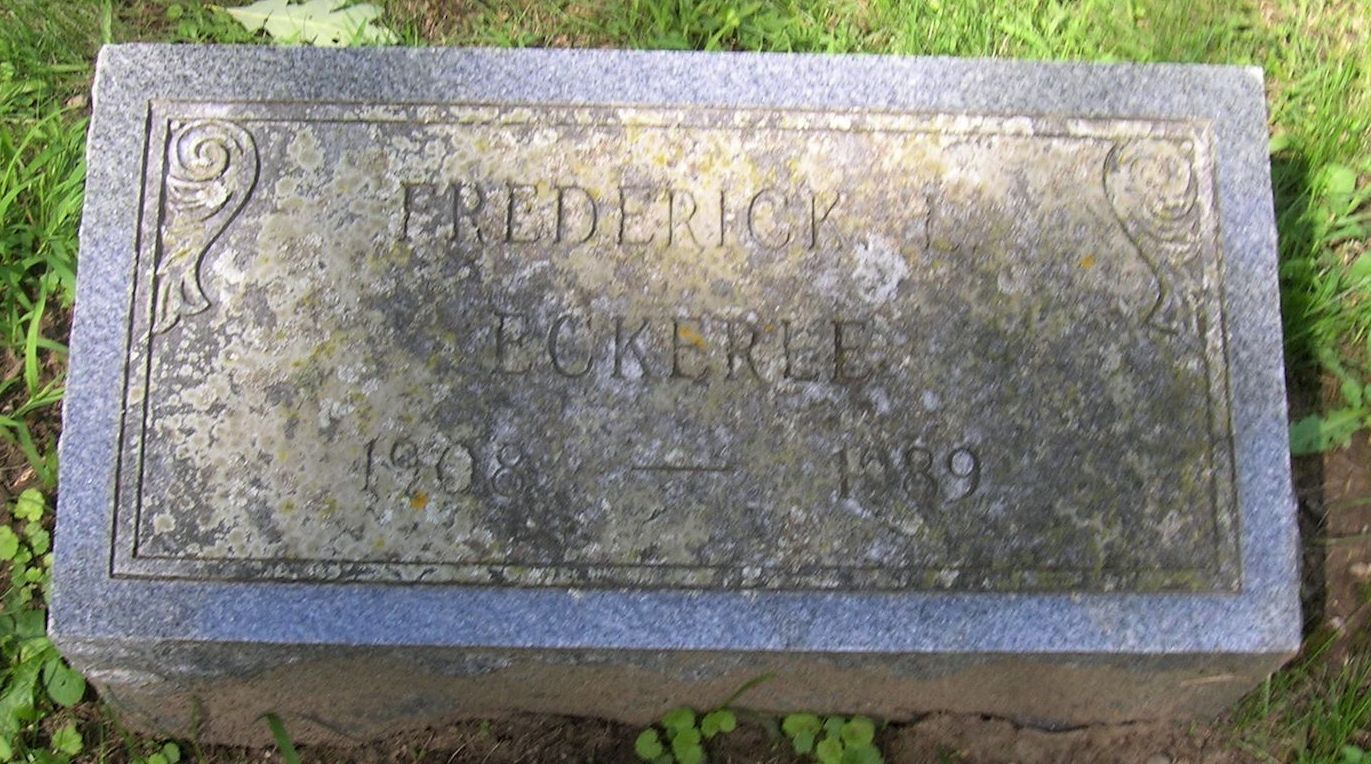 FREDERICK L.
ECKERLE
1908 — 1989